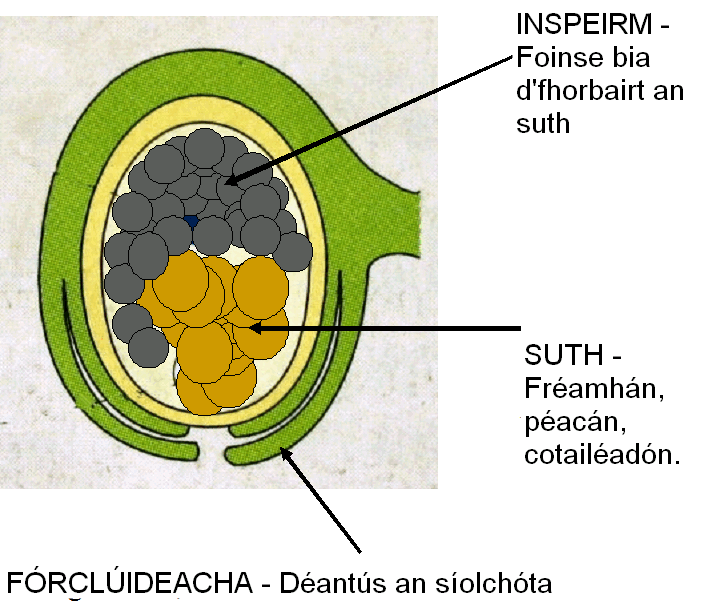 INSPEIRM -
Foinse bia
d'fhorbairt an
suth
SUTH -
Fréamhán,
péacán,
cotailéadón.
FÓRCLÚIDEACHA - Déantús an síolchóta